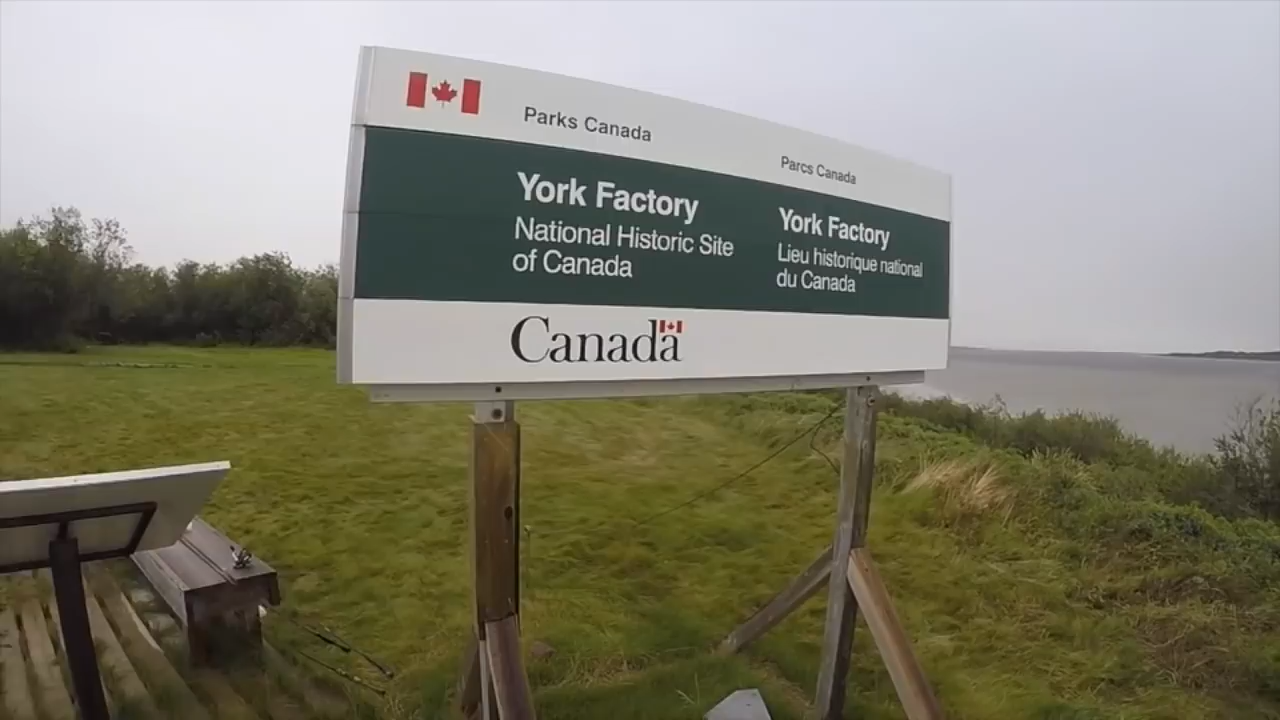 Parks Canada
Parcs Canada
York Factory
National Historic Site
of Canada
York Factory
Lieu historique national
du Canada
Canada